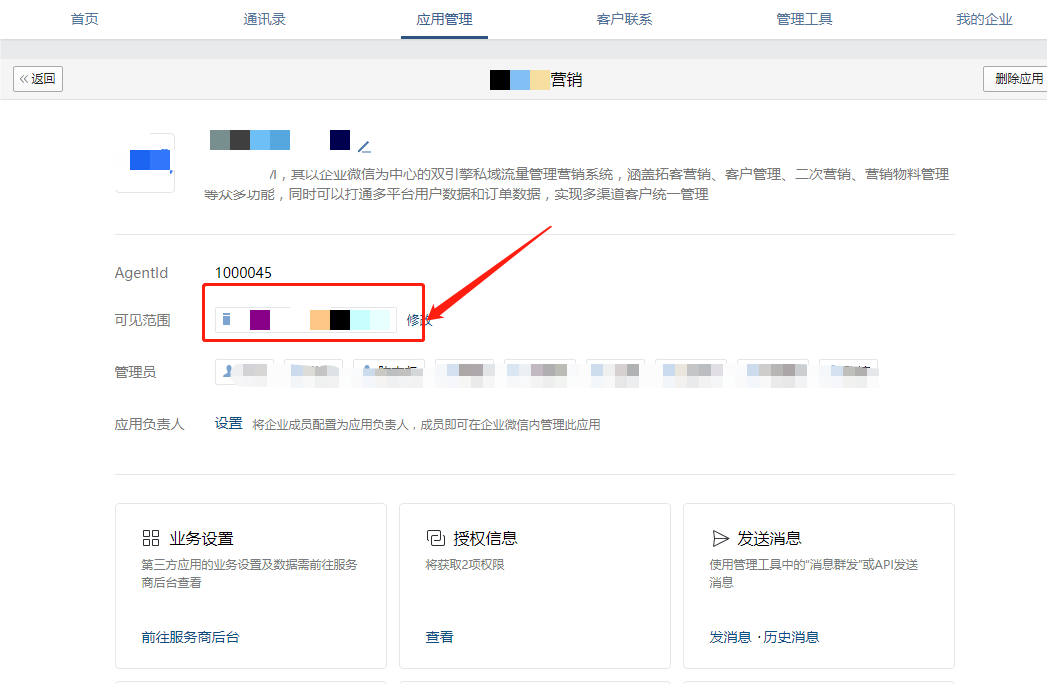 首页 通讯录 应用管理 客户联系 管理工具 我的企业
返回 营销 删除应用
，真以企业微信为中心的双引擎私域流量管理营销系统，涵盖拓客营销、客户管理、二次营销、营销物料管理
等众多功能，同时可以打通多平台用户数据和订单数据，实现多渠道客户统一管理
AgentId 1000045
可见范围 修改
管理员
应用负责人 设置 将企业成员配置为应用负责人，成员即可在企业微信内管理此应用
业务设置
第三方应用的业务设置及数据需前往服务
商后台查看
前往服务商后台
授权信息
将获取2项权限
查看
发送消息
使用管理工具中的“消息群发”或API发送
消息
发消息 · 历史消息